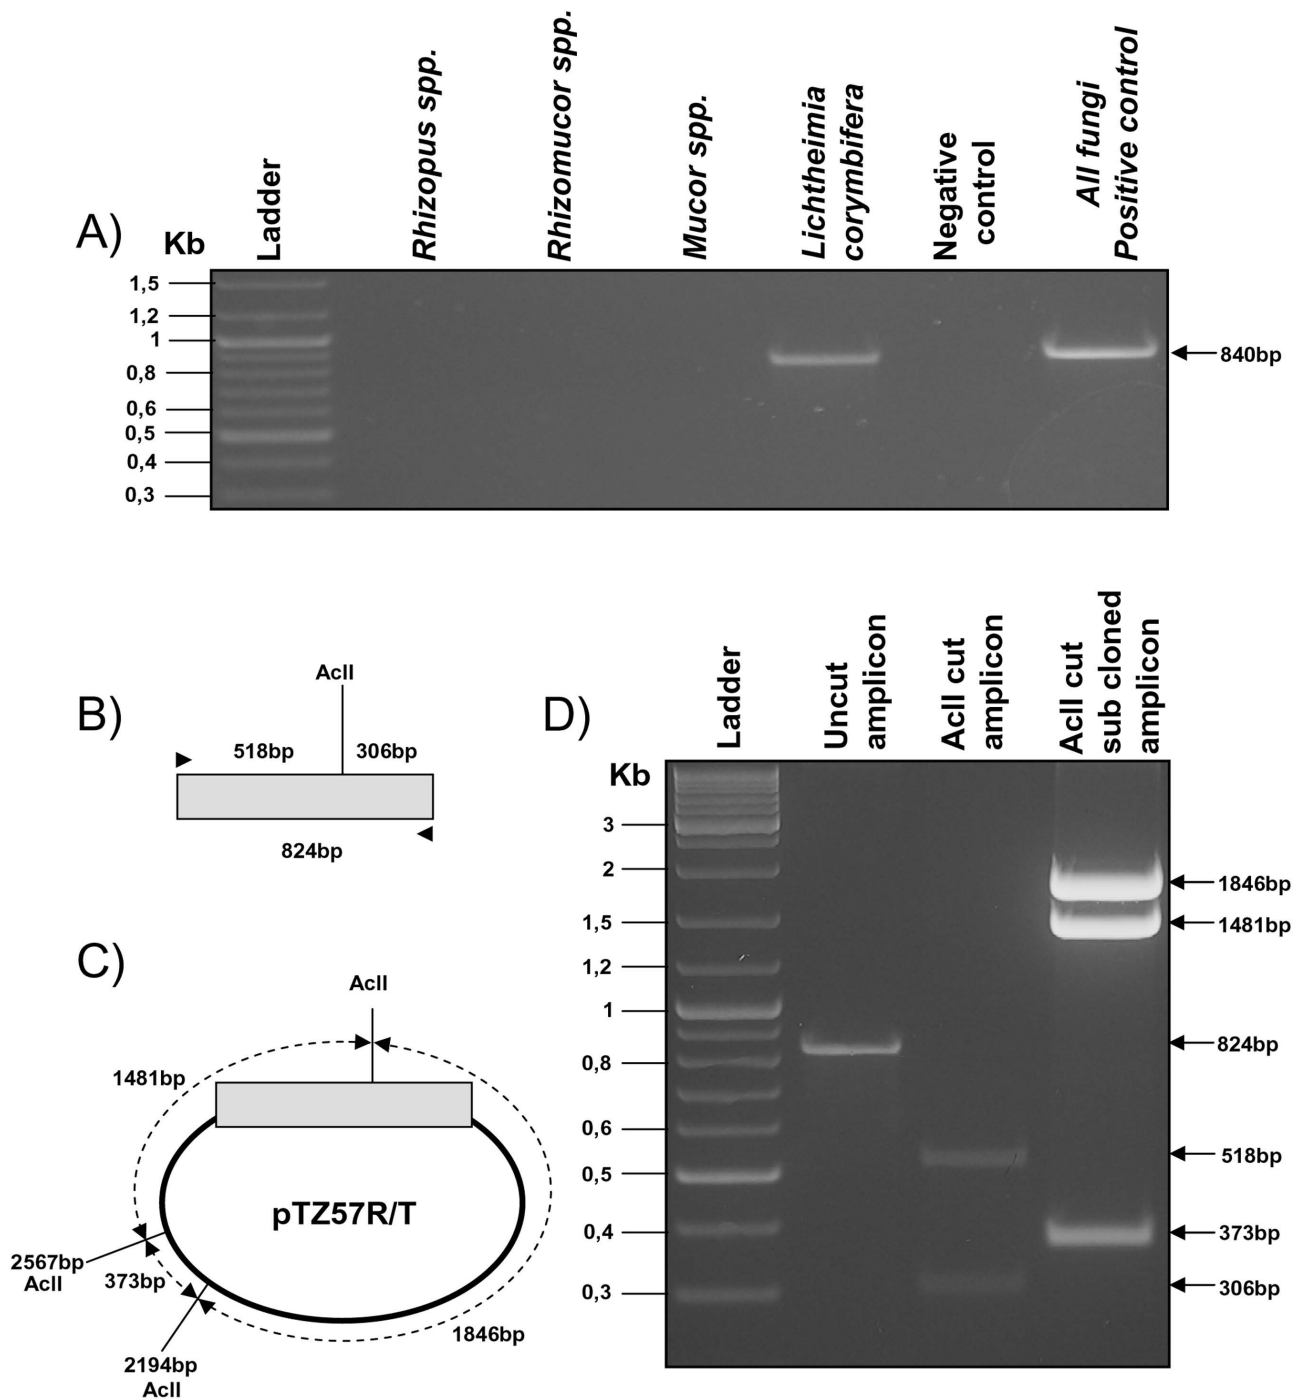 A)
Kb
Ladder
Rhizopus spp.
Rhizomucor spp.
Mucor spp.
Lichtheimia
corymbifera
Negative
control
All fungi
Positive control
1,5
1,2
1
0,8
0,6
0,5
0,4
0,3
840bp
B)
AclI
518bp
306bp
824bp
C)
AclI
1481bp
pTZ57R/T
2567bp
AclI
373bp
2194bp
AclI
1846bp
D)
Kb
Ladder
Uncut
amplicon
AclI cut
amplicon
AclI cut
sub cloned
amplicon
3
2
1,5
1,2
1
0,8
0,6
0,5
0,4
0,3
1846bp
1481bp
824bp
518bp
373bp
306bp